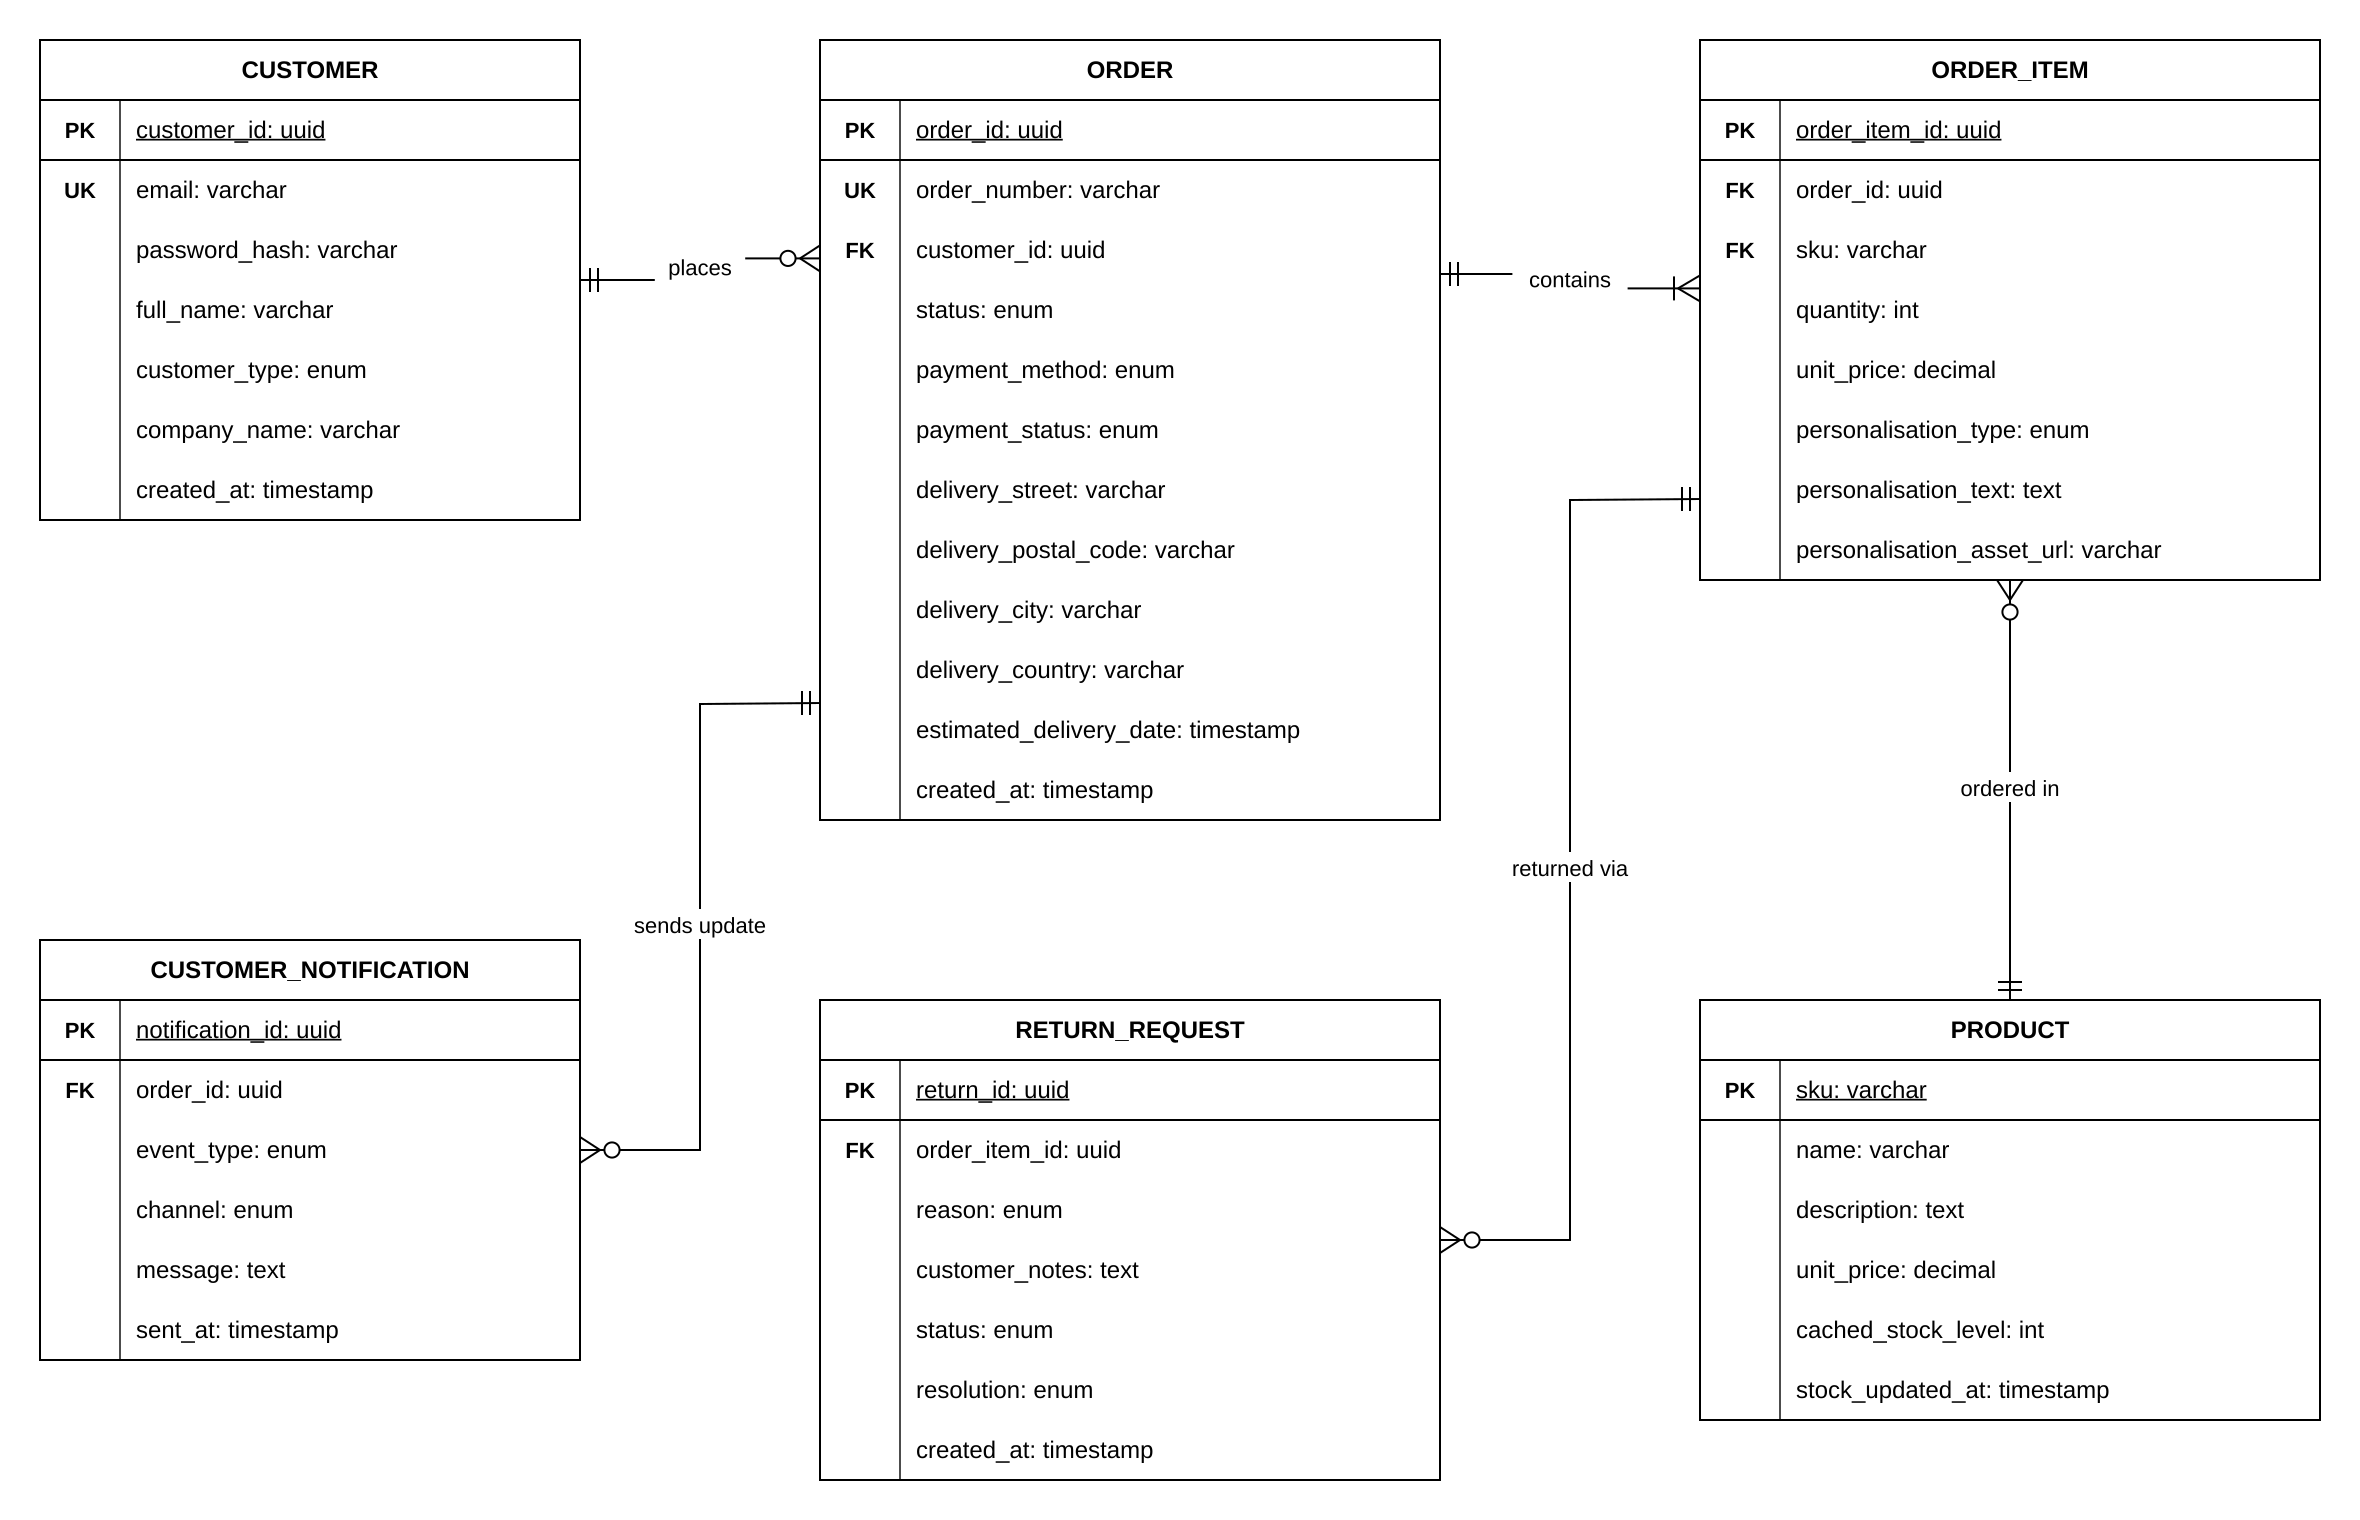 CUSTOMER
PK customer_id: uuid
UK email: varchar
password_hash: varchar
full_name: varchar
customer_type: enum
company_name: varchar
created_at: timestamp
places
ORDER
PK order_id: uuid
UK order_number: varchar
FK customer_id: uuid
status: enum
payment_method: enum
payment_status: enum
delivery_street: varchar
delivery_postal_code: varchar
delivery_city: varchar
delivery_country: varchar
estimated_delivery_date: timestamp
created_at: timestamp
contains
ORDER_ITEM
PK order_item_id: uuid
FK order_id: uuid
FK sku: varchar
quantity: int
unit_price: decimal
personalisation_type: enum
personalisation_text: text
personalisation_asset_url: varchar
ordered in
returned via
sends update
CUSTOMER_NOTIFICATION
PK notification_id: uuid
FK order_id: uuid
event_type: enum
channel: enum
message: text
sent_at: timestamp
RETURN_REQUEST
PK return_id: uuid
FK order_item_id: uuid
reason: enum
customer_notes: text
status: enum
resolution: enum
created_at: timestamp
PRODUCT
PK sku: varchar
name: varchar
description: text
unit_price: decimal
cached_stock_level: int
stock_updated_at: timestamp